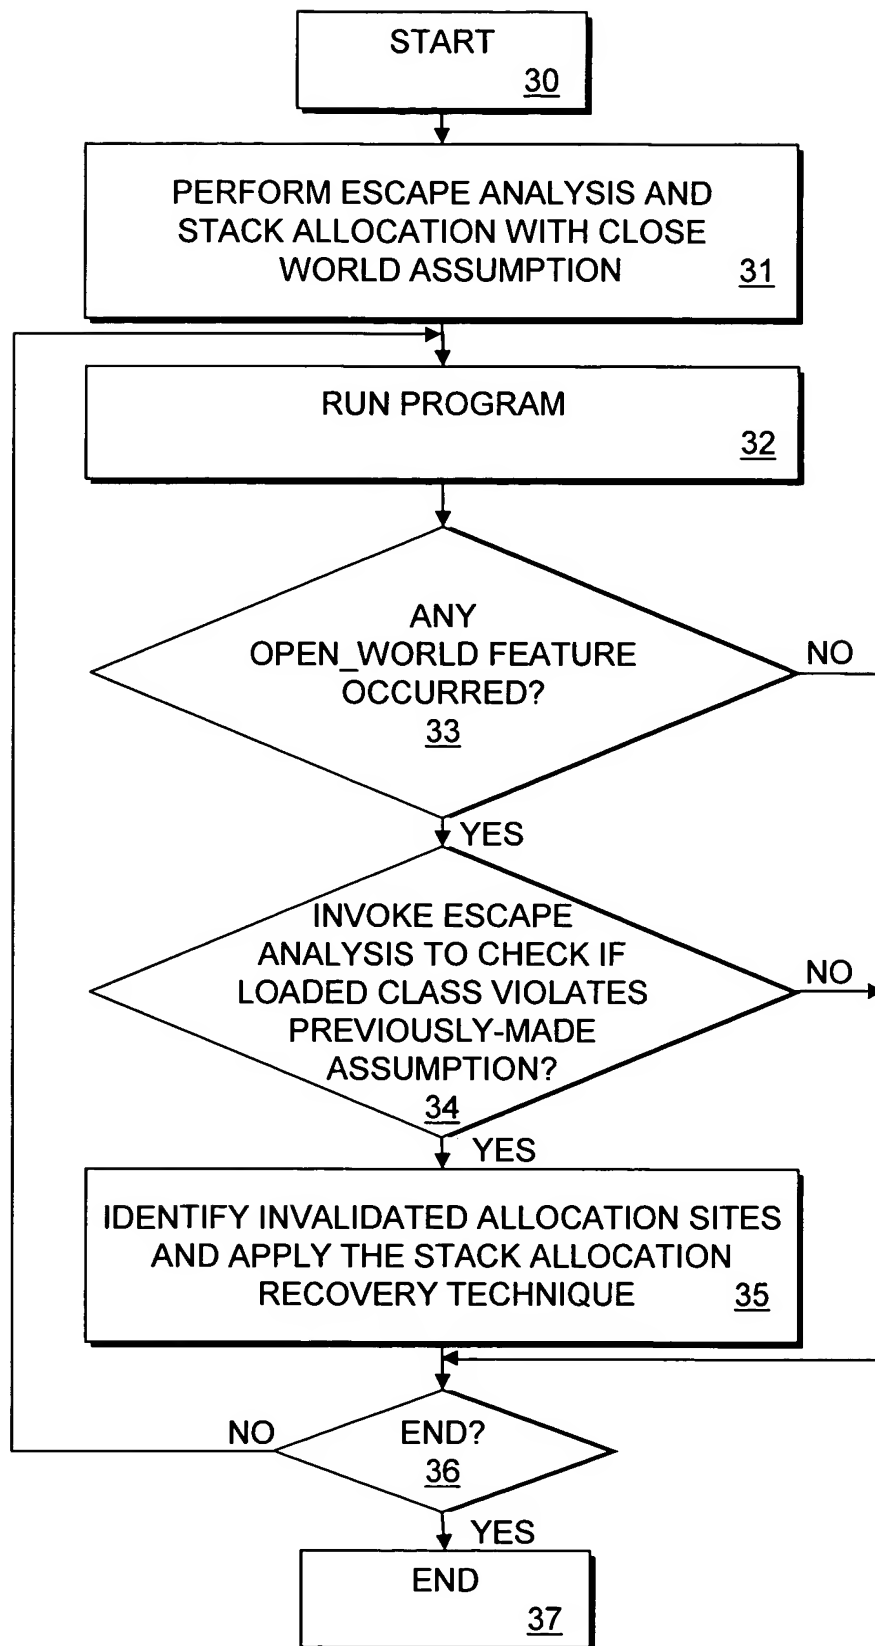 START
30
PERFORM ESCAPE ANALYSIS AND
STACK ALLOCATION WITH CLOSE
WORLD ASSUMPTION 31
RUN PROGRAM
32
ANY
OPEN_WORLD FEATURE
OCCURRED?
33
NO
YES
INVOKE ESCAPE
ANALYSIS TO CHECK IF
LOADED CLASS VIOLATES
PREVIOUSLY-MADE
ASSUMPTION?
34
NO
YES
IDENTIFY INVALIDATED ALLOCATION SITES
AND APPLY THE STACK ALLOCATION
RECOVERY TECHNIQUE 35
NO
END?
36
YES
END
37